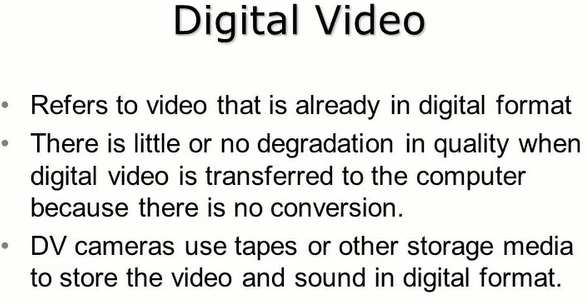 Digital Video
• Refers to video that is already in digital format
• There is little or no degradation in quality when
digital video is transferred to the computer
because there is no conversion.
• DV cameras use tapes or other storage media
to store the video and sound in digital format.